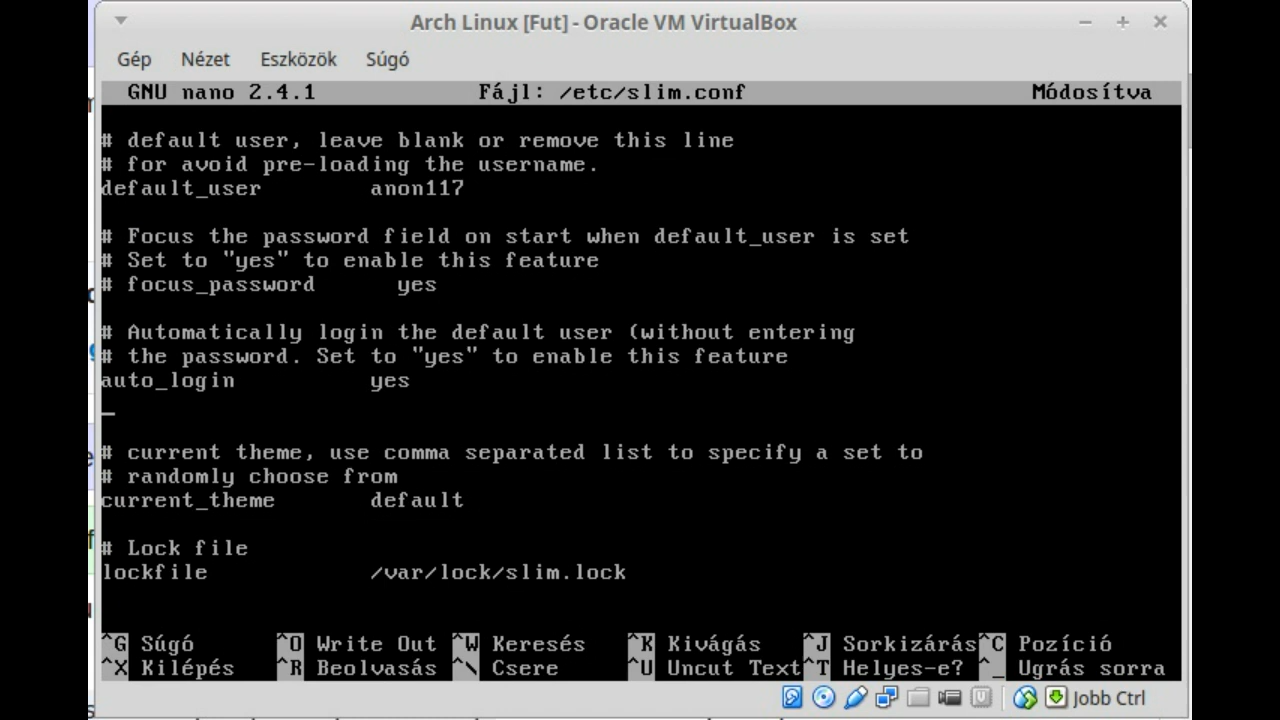 Arch Linux [Fut] - Oracle VM VirtualBox
Gép Nézet Eszközök Súgó
GNU nano 2.4.1 Fájl: /etc/slim.conf Módosítva
# default user, leave blank or remove this line
# for avoid pre-loading the username.
default_user anon117
# Focus the password field on start when default_user is set
# Set to "yes" to enable this feature
# focus_password yes
# Automatically login the default user (without entering
# the password. Set to "yes" to enable this feature
auto_login yes
# current theme, use comma separated list to specify a set to
# randomly choose from
current_theme default
# Lock file
lockfile /var/lock/slim.lock
^G Súgó ^O Write Out ^W Keresés ^K Kivágás ^J Sorkizárás ^C Pozíció
^X Kilépés ^R Beolvasás ^\ Csere ^U Uncut Text ^T Helyes-e? ^_ Ugrás sorra
Jobb Ctrl